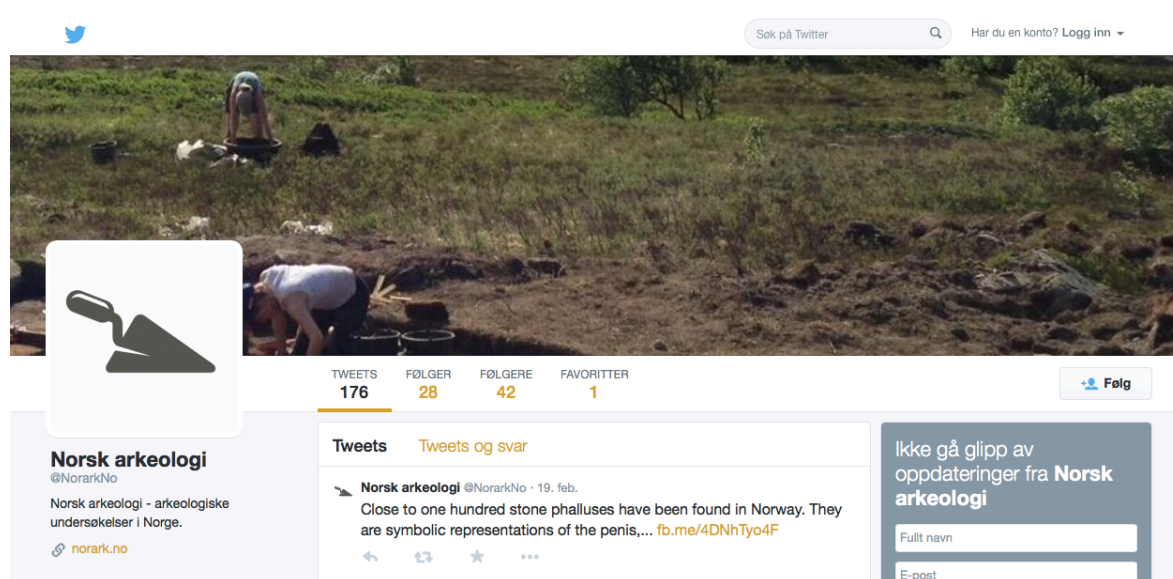 Søk på Twitter
Har du en konto? Logg inn
TWEETS
176
FØLGER
28
FØLGERE
42
FAVORITTER
1
Følg
Norsk arkeologi
@NorarkNo
Norsk arkeologi - arkeologiske
undersøkelser i Norge.
norark.no
Tweets
Tweets og svar
Norsk arkeologi @NorarkNo · 19. feb.
Close to one hundred stone phalluses have been found in Norway. They
are symbolic representations of the penis,... fb.me/4DNhTyo4F
Ikke gå glipp av
oppdateringer fra Norsk
arkeologi
Fullt navn
E-post